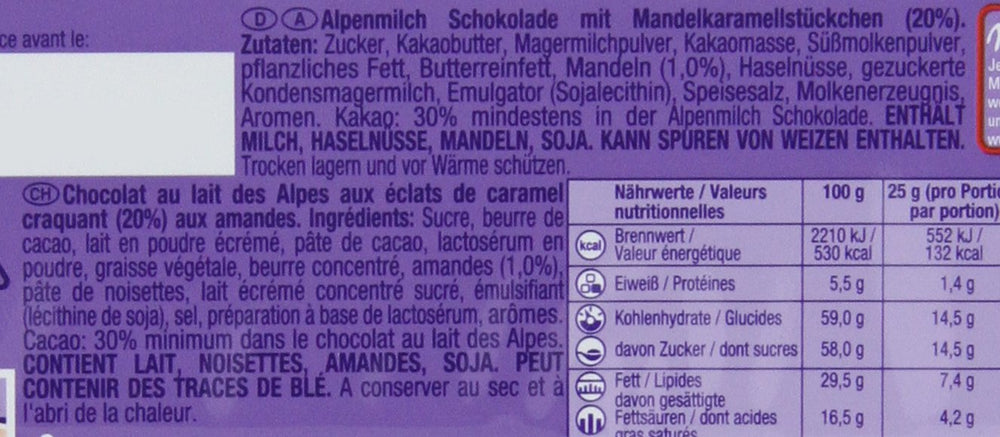 ce avant le:
D A Alpenmilch Schokolade mit Mandelkaramellstückchen (20%).
Zutaten: Zucker, Kakaobutter, Magermilchpulver, Kakaomasse, Süßmolkenpulver,
pflanzliches Fett, Butterreinfett, Mandeln (1,0%), Haselnüsse, gezuckerte
Kondensmagermilch, Emulgator (Sojalecithin), Speisesalz, Molkenerzeugnis,
Aromen. Kakao: 30% mindestens in der Alpenmilch Schokolade. ENTHÄLT
MILCH, HASELNÜSSE, MANDELN, SOJA. KANN SPUREN VON WEIZEN ENTHALTEN.
Trocken lagern und vor Wärme schützen.
CH Chocolat au lait des Alpes aux éclats de caramel
craquant (20%) aux amandes. Ingrédients: Sucre, beurre de
cacao, lait en poudre écrémé, pâte de cacao, lactosérum en
poudre, graisse végétale, beurre concentré, amandes (1,0%),
pâte de noisettes, lait écrémé concentré sucré, émulsifiant
(lécithine de soja), sel, préparation à base de lactosérum, arômes.
Cacao: 30% minimum dans le chocolat au lait des Alpes.
CONTIENT LAIT, NOISETTES, AMANDES, SOJA. PEUT
CONTENIR DES TRACES DE BLÉ. A conserver au sec et à
l'abri de la chaleur.
Nährwerte / Valeurs nutritionnelles 100 g 25 g (pro Portio par portion)
kcal Brennwert / Valeur énergétique 2210 kJ / 530 kcal 552 kJ / 132 kcal
Eiweiß / Protéines 5,5 g 1,4 g
Kohlenhydrate / Glucides 59,0 g 14,5 g
davon Zucker / dont sucres 58,0 g 14,5 g
Fett / Lipides 29,5 g 7,4 g
davon gesättigte
Fettsäuren / dont acides 16,5 g 4,2 g
gras saturés